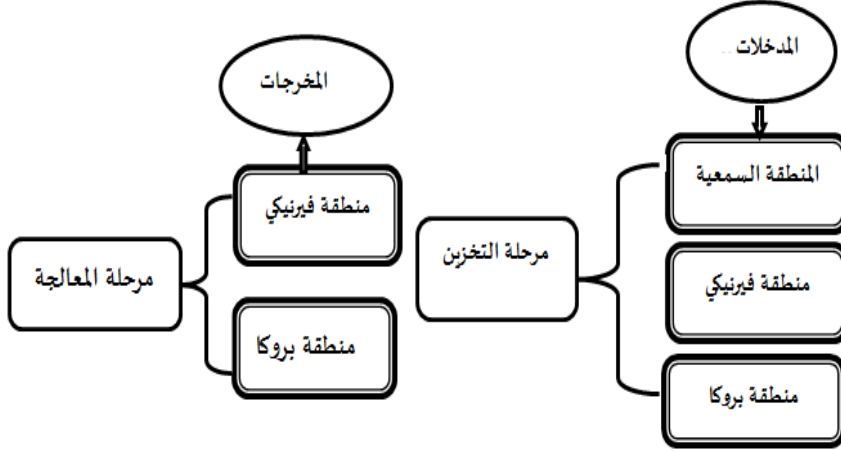 المدخلات ..
المنطقة السمعية
مرحلة التخزين
منطقة فيرنيكي
منطقة بروكا
المخرجات
منطقة فيرنيكي
مرحلة المعالجة
منطقة بروكا